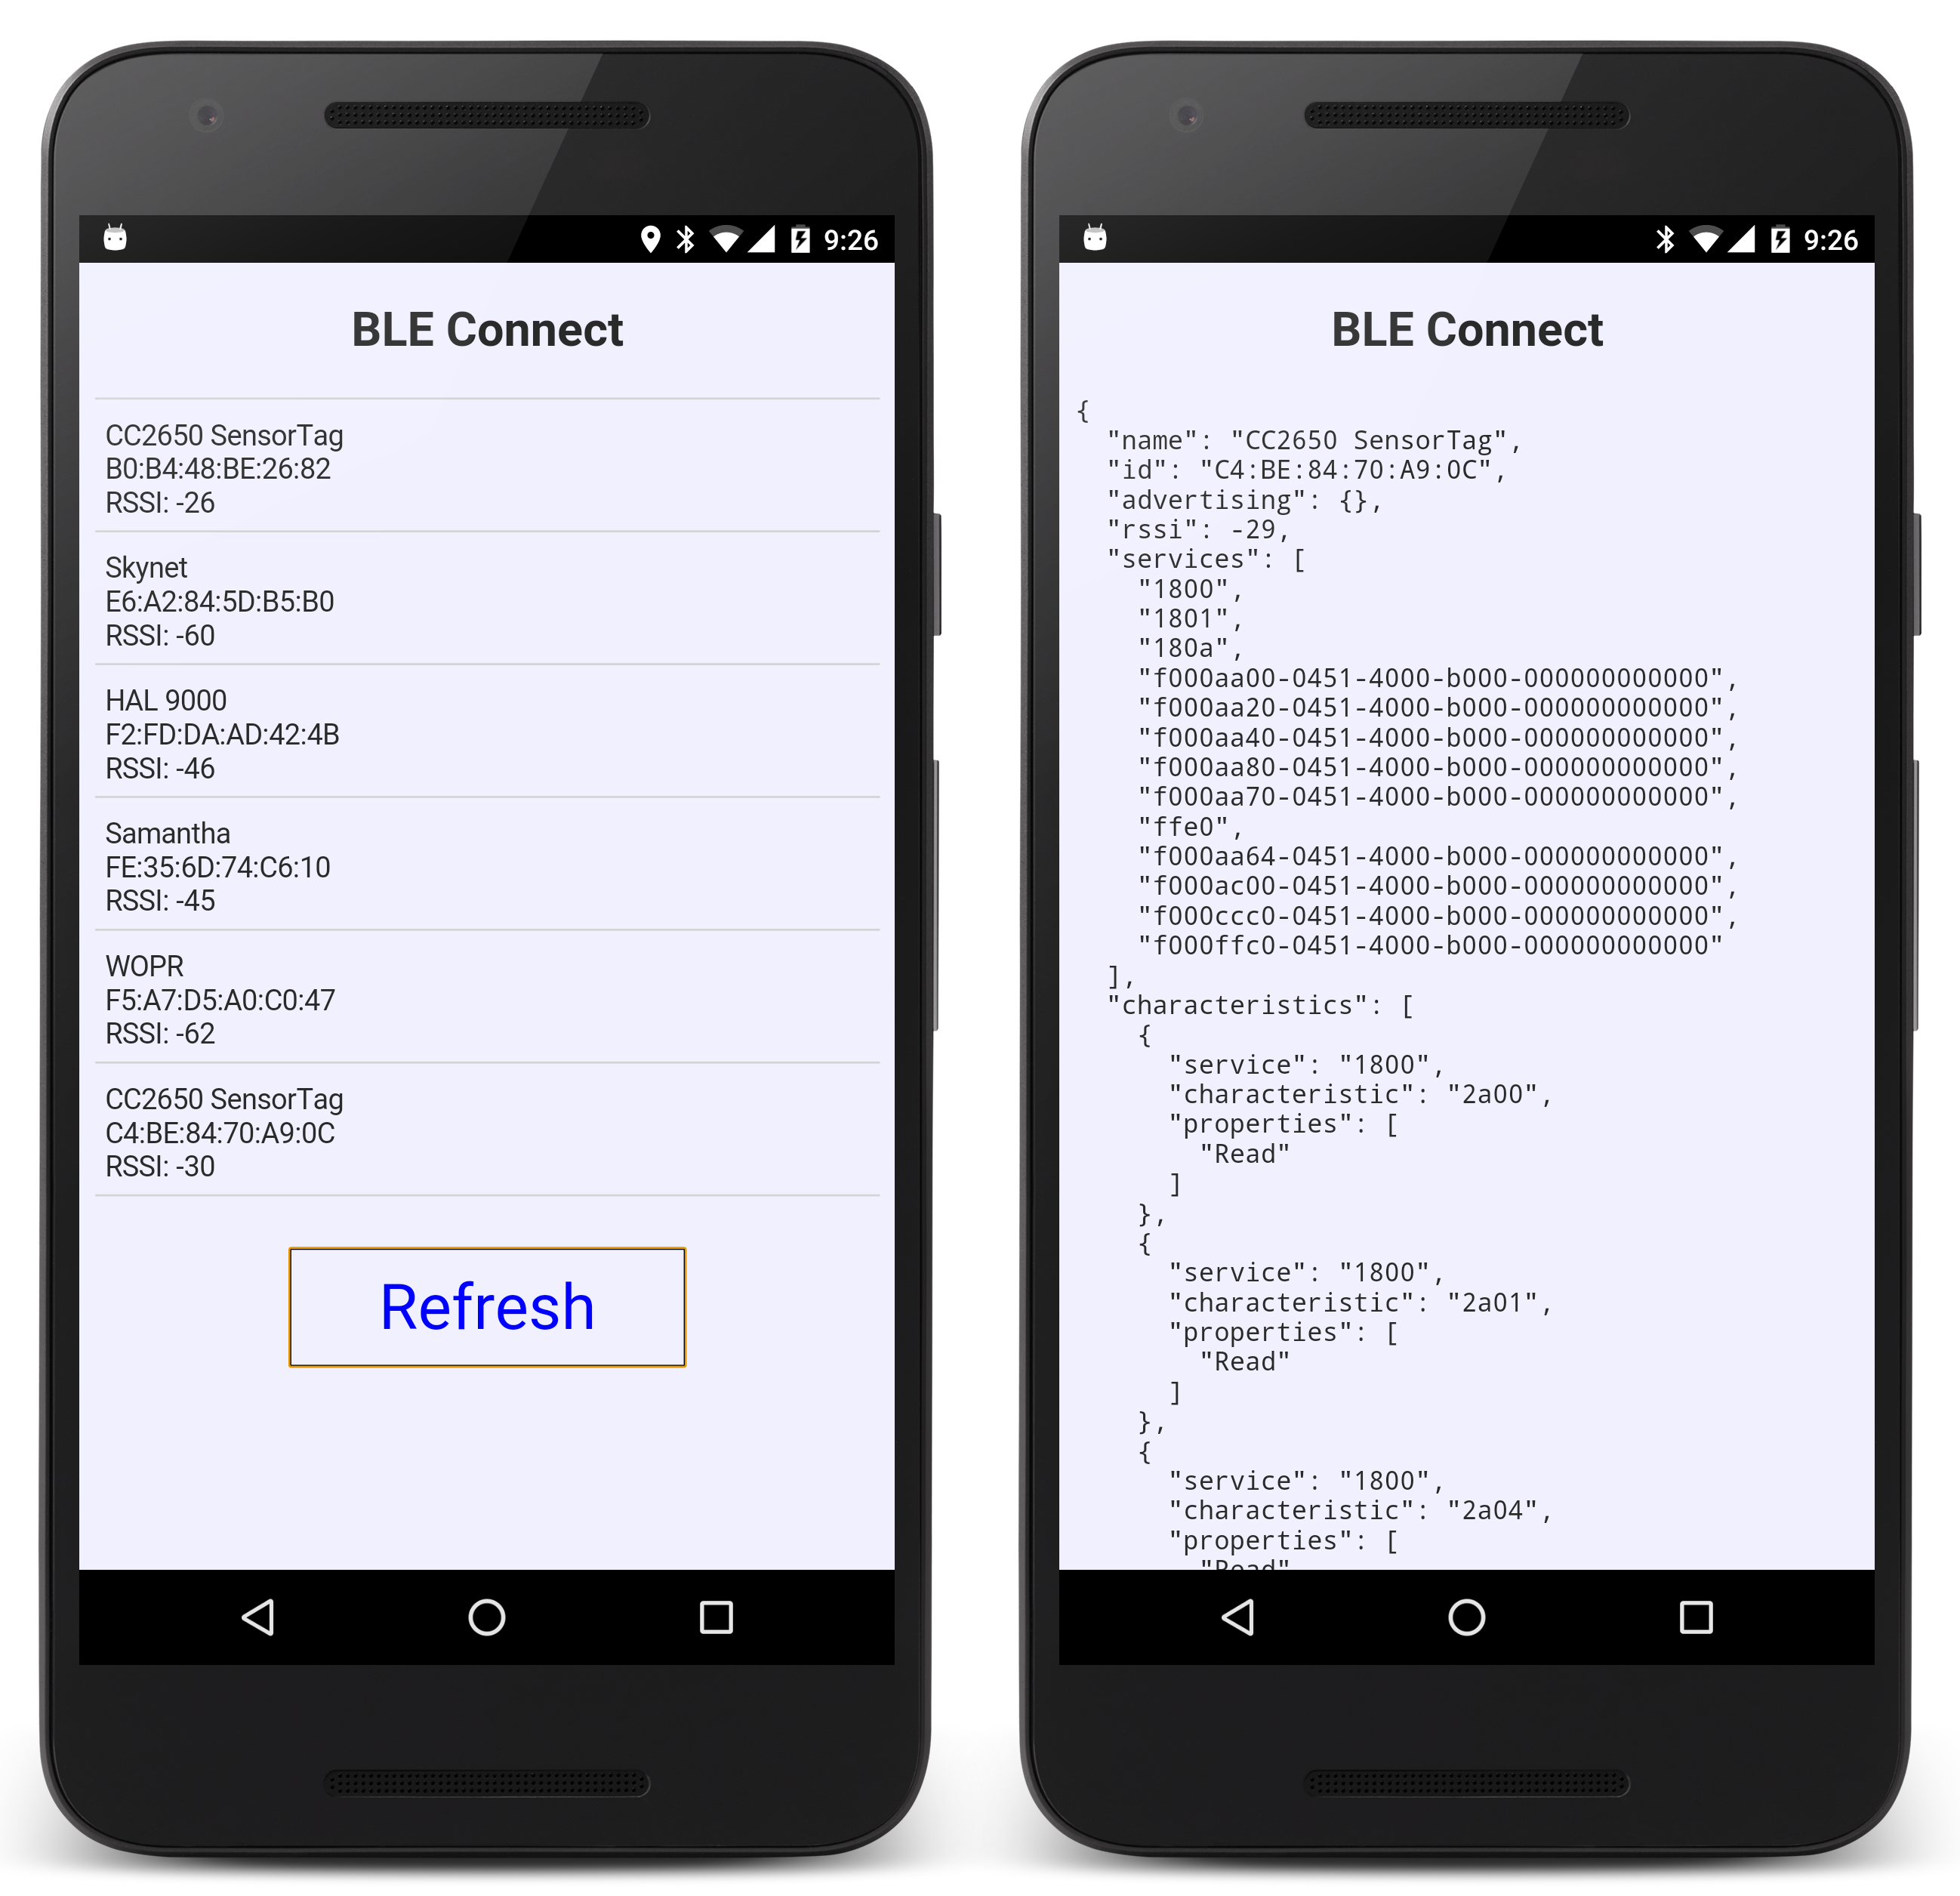 9:26
BLE Connect
CC2650 SensorTag
B0:B4:48:BE:26:82
RSSI: -26
Skynet
E6:A2:84:5D:B5:B0
RSSI: -60
HAL 9000
F2:FD:DA:AD:42:4B
RSSI: -46
Samantha
FE:35:6D:74:C6:10
RSSI: -45
WOPR
F5:A7:D5:A0:C0:47
RSSI: -62
CC2650 SensorTag
C4:BE:84:70:A9:0C
RSSI: -30
Refresh
9:26
BLE Connect
{
  "name": "CC2650 SensorTag",
  "id": "C4:BE:84:70:A9:0C",
  "advertising": {},
  "rssi": -29,
  "services": [
    "1800",
    "1801",
    "180a",
    "f000aa00-0451-4000-b000-000000000000",
    "f000aa20-0451-4000-b000-000000000000",
    "f000aa40-0451-4000-b000-000000000000",
    "f000aa80-0451-4000-b000-000000000000",
    "f000aa70-0451-4000-b000-000000000000",
    "ffe0",
    "f000aa64-0451-4000-b000-000000000000",
    "f000ac00-0451-4000-b000-000000000000",
    "f000ccc0-0451-4000-b000-000000000000",
    "f000ffc0-0451-4000-b000-000000000000"
  ],
  "characteristics": [
    {
      "service": "1800",
      "characteristic": "2a00",
      "properties": [
        "Read"
      ]
    },
    {
      "service": "1800",
      "characteristic": "2a01",
      "properties": [
        "Read"
      ]
    },
    {
      "service": "1800",
      "characteristic": "2a04",
      "properties": [
        "Read"